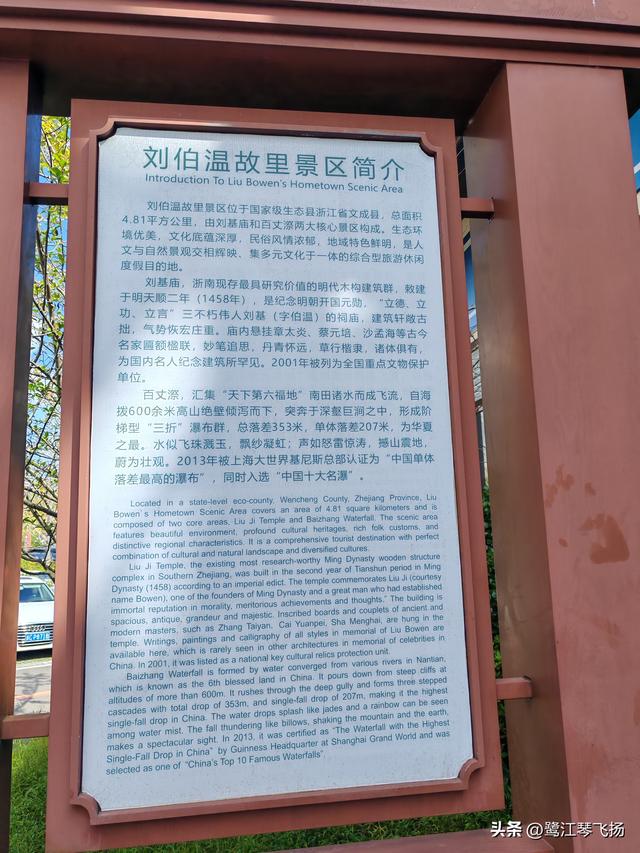 刘伯温故里景区简介
Introduction To Liu Bowen's Hometown Scenic Area
刘伯温故里景区位于国家级生态县浙江省文成县，总面积
4.81平方公里，由刘基庙和百丈漈两大核心景区构成。生态环
境优美，文化底蕴深厚，民俗风情浓郁，地域特色鲜明，是人
文与自然景观交相辉映、集多元文化于一体的综合型旅游休闲
度假目的地。
刘基庙，浙南现存最具研究价值的明代木构建筑群，敕建
于明天顺二年（1458年），是纪念明朝开国元勋，“立德、立
功、立言”三不朽伟人刘基（字伯温）的祠庙，建筑轩敞古
拙，气势恢宏庄重。庙内悬挂章太炎、蔡元培、沙孟海等古今
名家匾额楹联，妙笔追思，丹青怀远，草行楷隶，诸体俱有，
为国内名人纪念建筑所罕见。2001年被列为全国重点文物保护
单位。
百丈漈，汇集“天下第六福地”南田诸水而成飞流，自海
拨600余米高山绝壁倾泻而下，突奔于深壑巨涧之中，形成阶
梯型“三折”瀑布群，总落差353米，单体落差207米，为华夏
之最。水似飞珠溅玉，飘纱凝虹；声如怒雷惊涛，撼山震地，
蔚为壮观。2013年被上海大世界基尼斯总部认证为“中国单体
落差最高的瀑布”，同时入选“中国十大名瀑”。
Located in a state-level eco-county, Wencheng County, Zhejiang Province, Liu
Bowen's Hometown Scenic Area covers an area of 4.81 square kilometers and is
composed of two core areas, Liu Ji Temple and Baizhang Waterfall. The scenic area
features beautiful environment, profound cultural heritages, rich folk customs, and
distinctive regional characteristics. It is a comprehensive tourist destination with perfect
combination of cultural and natural landscape and diversified cultures.
Liu Ji Temple, the existing most research-worthy Ming Dynasty wooden structure
complex in Southern Zhejiang, was built in the second year of Tianshun period in Ming
Dynasty (1458) according to an imperial edict. The temple commemorates Liu Ji (courtesy
name Bowen), one of the founders of Ming Dynasty and a great man who had established
immortal reputation in morality, meritorious achievements and thoughts." The building is
spacious, antique, grandeur and majestic. Inscribed boards and couplets of ancient and
modern masters, such as Zhang Taiyan, Cai Yuanpei, Sha Menghai, are hung in the
temple. Writings, paintings and calligraphy of all styles in memorial of Liu Bowen are
available here, which is rarely seen in other architectures in memorial of celebrities in
China. In 2001, it was listed as a national key cultural relics protection unit.
Baizhang Waterfall is formed by water converged from various rivers in Nantian,
which is known as the 6th blessed land in China. It pours down from steep cliffs at
altitudes of more than 600m. It rushes through the deep gully and forms three stepped
cascades with total drop of 353m, and single-fall drop of 207m, making it the highest
single-fall drop in China. The water drops splash like jades and a rainbow can be seen
among water mist. The fall thundering like billows, shaking the mountain and the earth,
makes a spectacular sight. In 2013, it was certified as "The Waterfall with the Highest
Single-Fall Drop in China" by Guinness Headquarter at Shanghai Grand World and was
selected as one of "China's Top 10 Famous Waterfalls"
头条 @鹭江琴飞扬